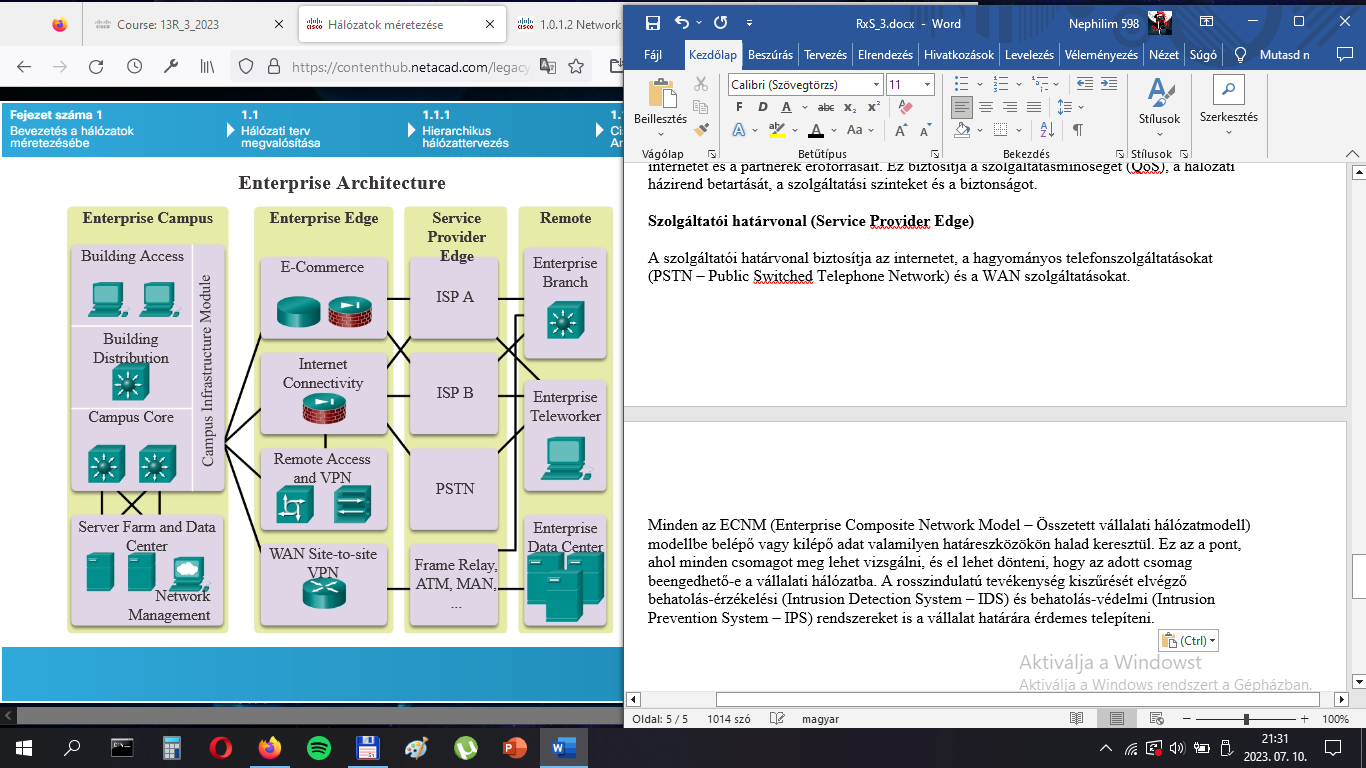 Course: 13R_3_2023
Hálózatok méretezése
1.0.1.2 Network
https://contenthub.netacad.com/legacy
Fejezet száma 1
Bevezetés a hálózatok
méretezésébe
1.1
Hálózati terv
megvalósítása
1.1.1
Hierarchikus
hálózattervezés
Enterprise Architecture
Enterprise Campus
Building Access
Building
Distribution
Campus Core
Campus Infrastructure Module
Server Farm and Data
Center
Network
Management
Enterprise Edge
E-Commerce
Internet
Connectivity
Remote Access
and VPN
WAN Site-to-site
VPN
Service
Provider
Edge
ISP A
ISP B
PSTN
Frame Relay,
ATM, MAN,
...
Remote
Enterprise
Branch
Enterprise
Teleworker
Enterprise
Data Center
RxS_3.docx - Word
Nephilim 598
Fájl Kezdőlap Beszúrás Tervezés Elrendezés Hivatkozások Levelezés Véleményezés Nézet Súgó Mutasd n
Beillesztés
Calibri (Szövegtörzs) 11
F D A abc x₂ x²
Aa A A
Stílusok
Szerkesztés
Vágólap Betűtípus Bekezdés Stílusok
internetet és a partnerek erőforrásait. Ez biztosítja a szolgáltatásminőséget (QoS), a hálózati
házirend betartását, a szolgáltatási szinteket és a biztonságot.
Szolgáltatói határvonal (Service Provider Edge)
A szolgáltatói határvonal biztosítja az internetet, a hagyományos telefonszolgáltatásokat
(PSTN – Public Switched Telephone Network) és a WAN szolgáltatásokat.
Minden az ECNM (Enterprise Composite Network Model – Összetett vállalati hálózatmodell)
modellbe belépő vagy kilépő adat valamilyen határeszközökön halad keresztül. Ez az a pont,
ahol minden csomagot meg lehet vizsgálni, és el lehet dönteni, hogy az adott csomag
beengedhető-e a vállalati hálózatba. A rosszindulatú tevékenység kiszűrését elvégző
behatolás-érzékelési (Intrusion Detection System – IDS) és behatolás-védelmi (Intrusion
Prevention System – IPS) rendszereket is a vállalat határára érdemes telepíteni.
(Ctrl)
Aktiválja a Windowst
Aktiválja a Windows rendszert a Gépházban.
Oldal: 5 / 5 1014 szó magyar 100%
21:31
2023. 07. 10.